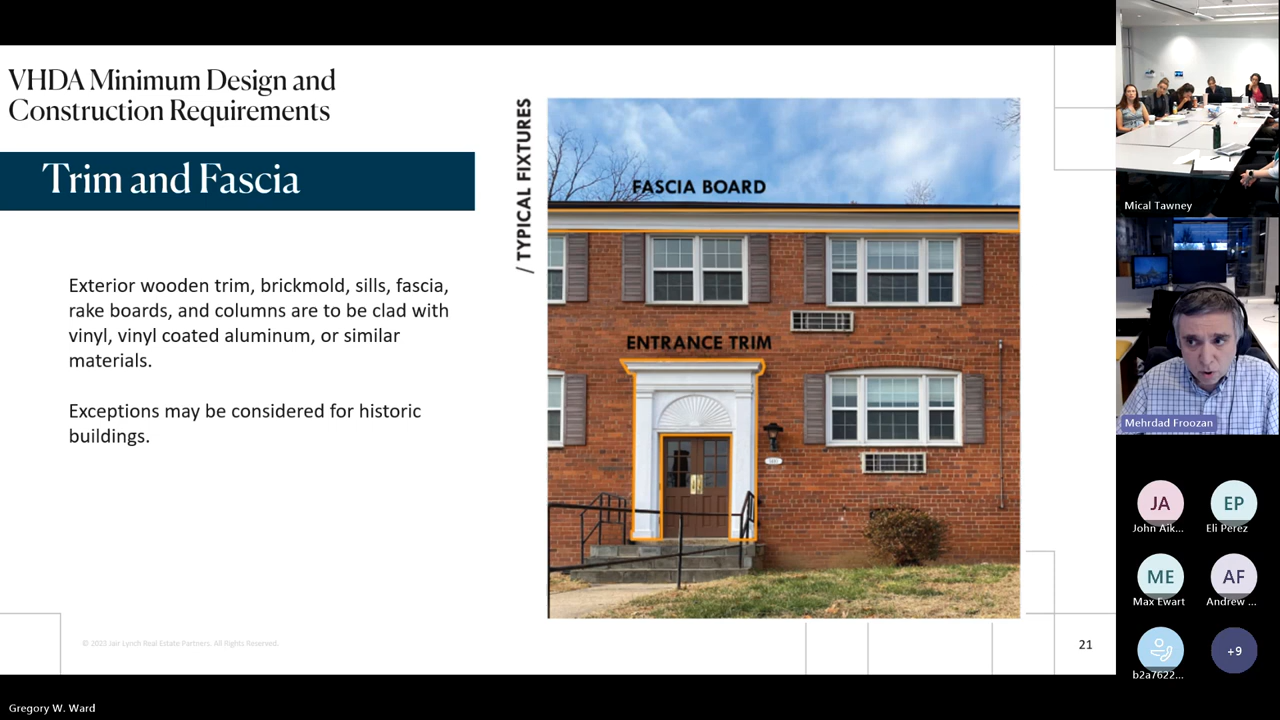 VHDA Minimum Design and
Construction Requirements
Trim and Fascia
Exterior wooden trim, brickmold, sills, fascia,
rake boards, and columns are to be clad with
vinyl, vinyl coated aluminum, or similar
materials.
Exceptions may be considered for historic
buildings.
/ TYPICAL FIXTURES
FASCIA BOARD
ENTRANCE TRIM
© 2023 Jair Lynch Real Estate Partners, All Rights Reserved.
21
Mical Tawney
Mehrdad Froozan
JA
John Aik...
EP
Eli Perez
ME
Max Ewart
AF
Andrew ...
b2a7622...
+9
Gregory W. Ward